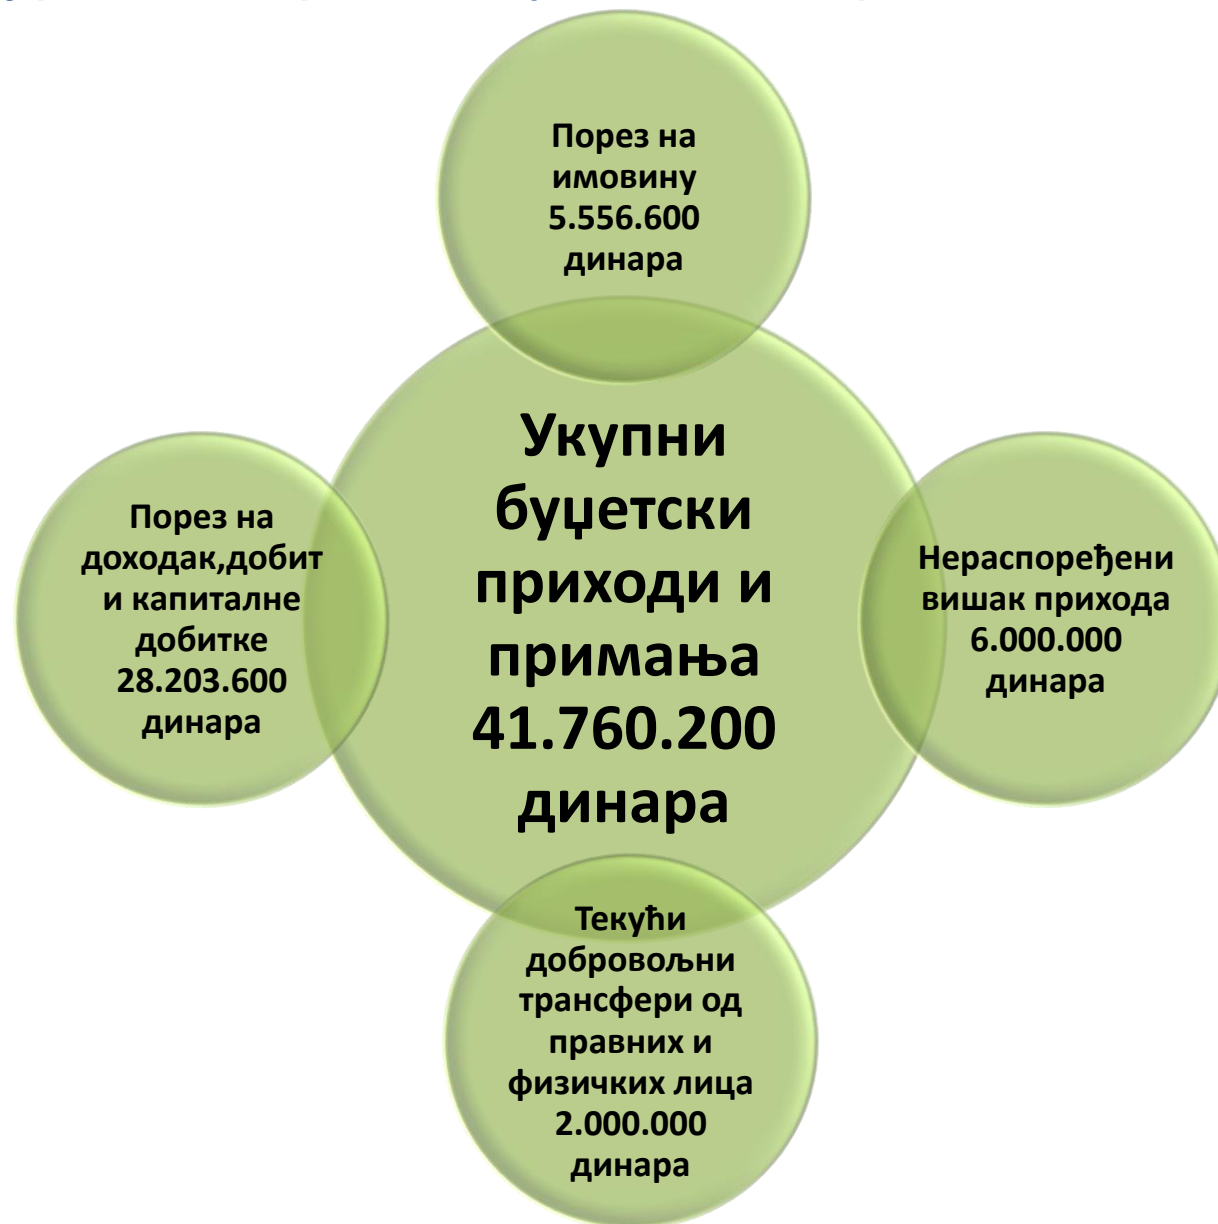 Порез на
имовину
5.556.600
динара
Укупни
буџетски
приходи и
примања
41.760.200
динара
Порез на
доходак,добит
и капиталне
добитке
28.203.600
динара
Нераспоређени
вишак прихода
6.000.000
динара
Текући
добровољни
трансфери од
правних и
физичких лица
2.000.000
динара